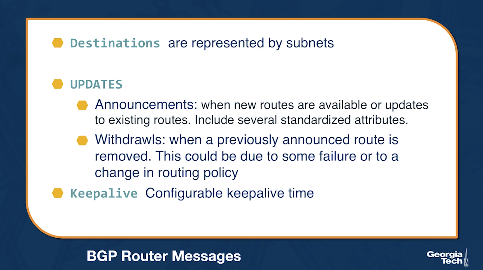 Destinations are represented by subnets
UPDATES
Announcements: when new routes are available or updates
to existing routes. Include several standardized attributes.
Withdrawls: when a previously announced route is
removed. This could be due to some failure or to a
change in routing policy
Keepalive Configurable keepalive time
BGP Router Messages
Georgia
Tech